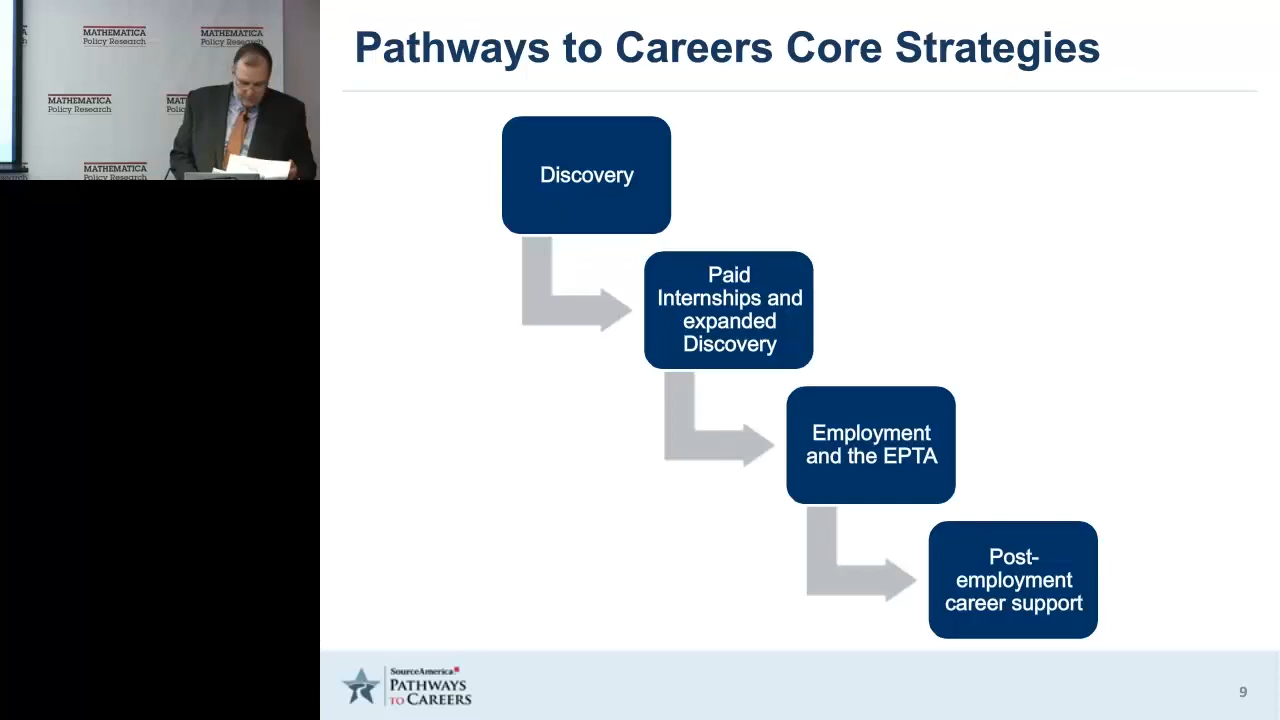 MATHEMATICA
Policy Research
MATHEMATICA
Policy Research
MATHEMATICA
Policy Research
MATHEMATICA
Policy Research
Pathways to Careers Core Strategies
Discovery
Paid
Internships and
expanded
Discovery
Employment
and the EPTA
Post-
employment
career support
SourceAmerica
PATHWAYS
TO CAREERS
9